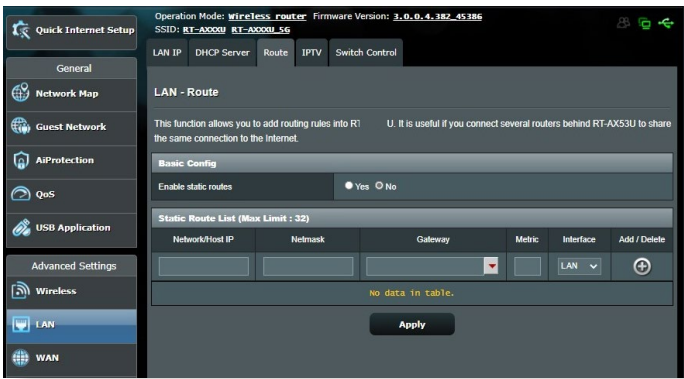 Quick Internet Setup
General
Network Map
Guest Network
AiProtection
QoS
USB Application
Advanced Settings
Wireless
LAN
WAN
Operation Mode: Wireless router Firmware Version: 3.0.0.4.382_45386
SSID: RT-AXXXU RT-AXXXU_5G
LAN IP DHCP Server Route IPTV Switch Control
LAN - Route
This function allows you to add routing rules into RT U. It is useful if you connect several routers behind RT-AX53U to share
the same connection to the Internet.
Basic Config
Enable static routes Yes No
Static Route List (Max Limit : 32)
Network/Host IP Netmask Gateway Metric Interface Add / Delete
LAN
No data in table.
Apply